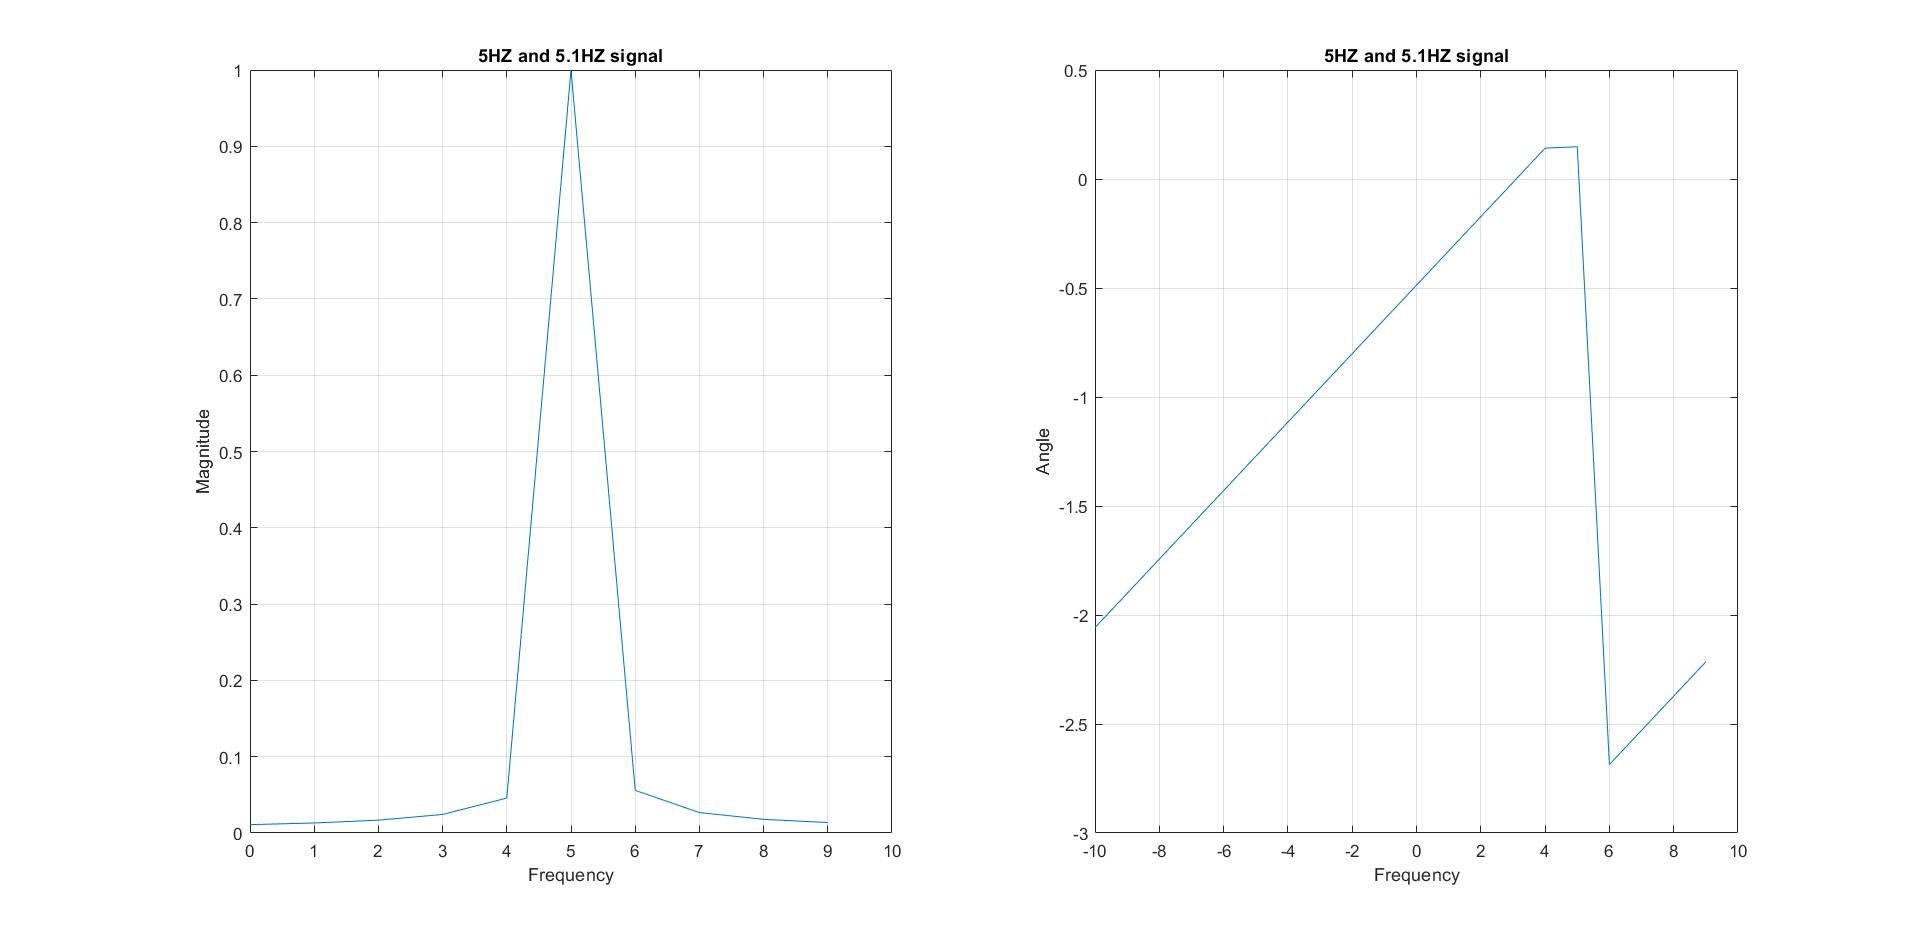 5HZ and 5.1HZ signal
1
0.9
0.8
0.7
0.6
0.5
0.4
0.3
0.2
0.1
0
Magnitude
0 1 2 3 4 5 6 7 8 9 10
Frequency
5HZ and 5.1HZ signal
0.5
0
-0.5
-1
-1.5
-2
-2.5
-3
Angle
-10 -8 -6 -4 -2 0 2 4 6 8 10
Frequency